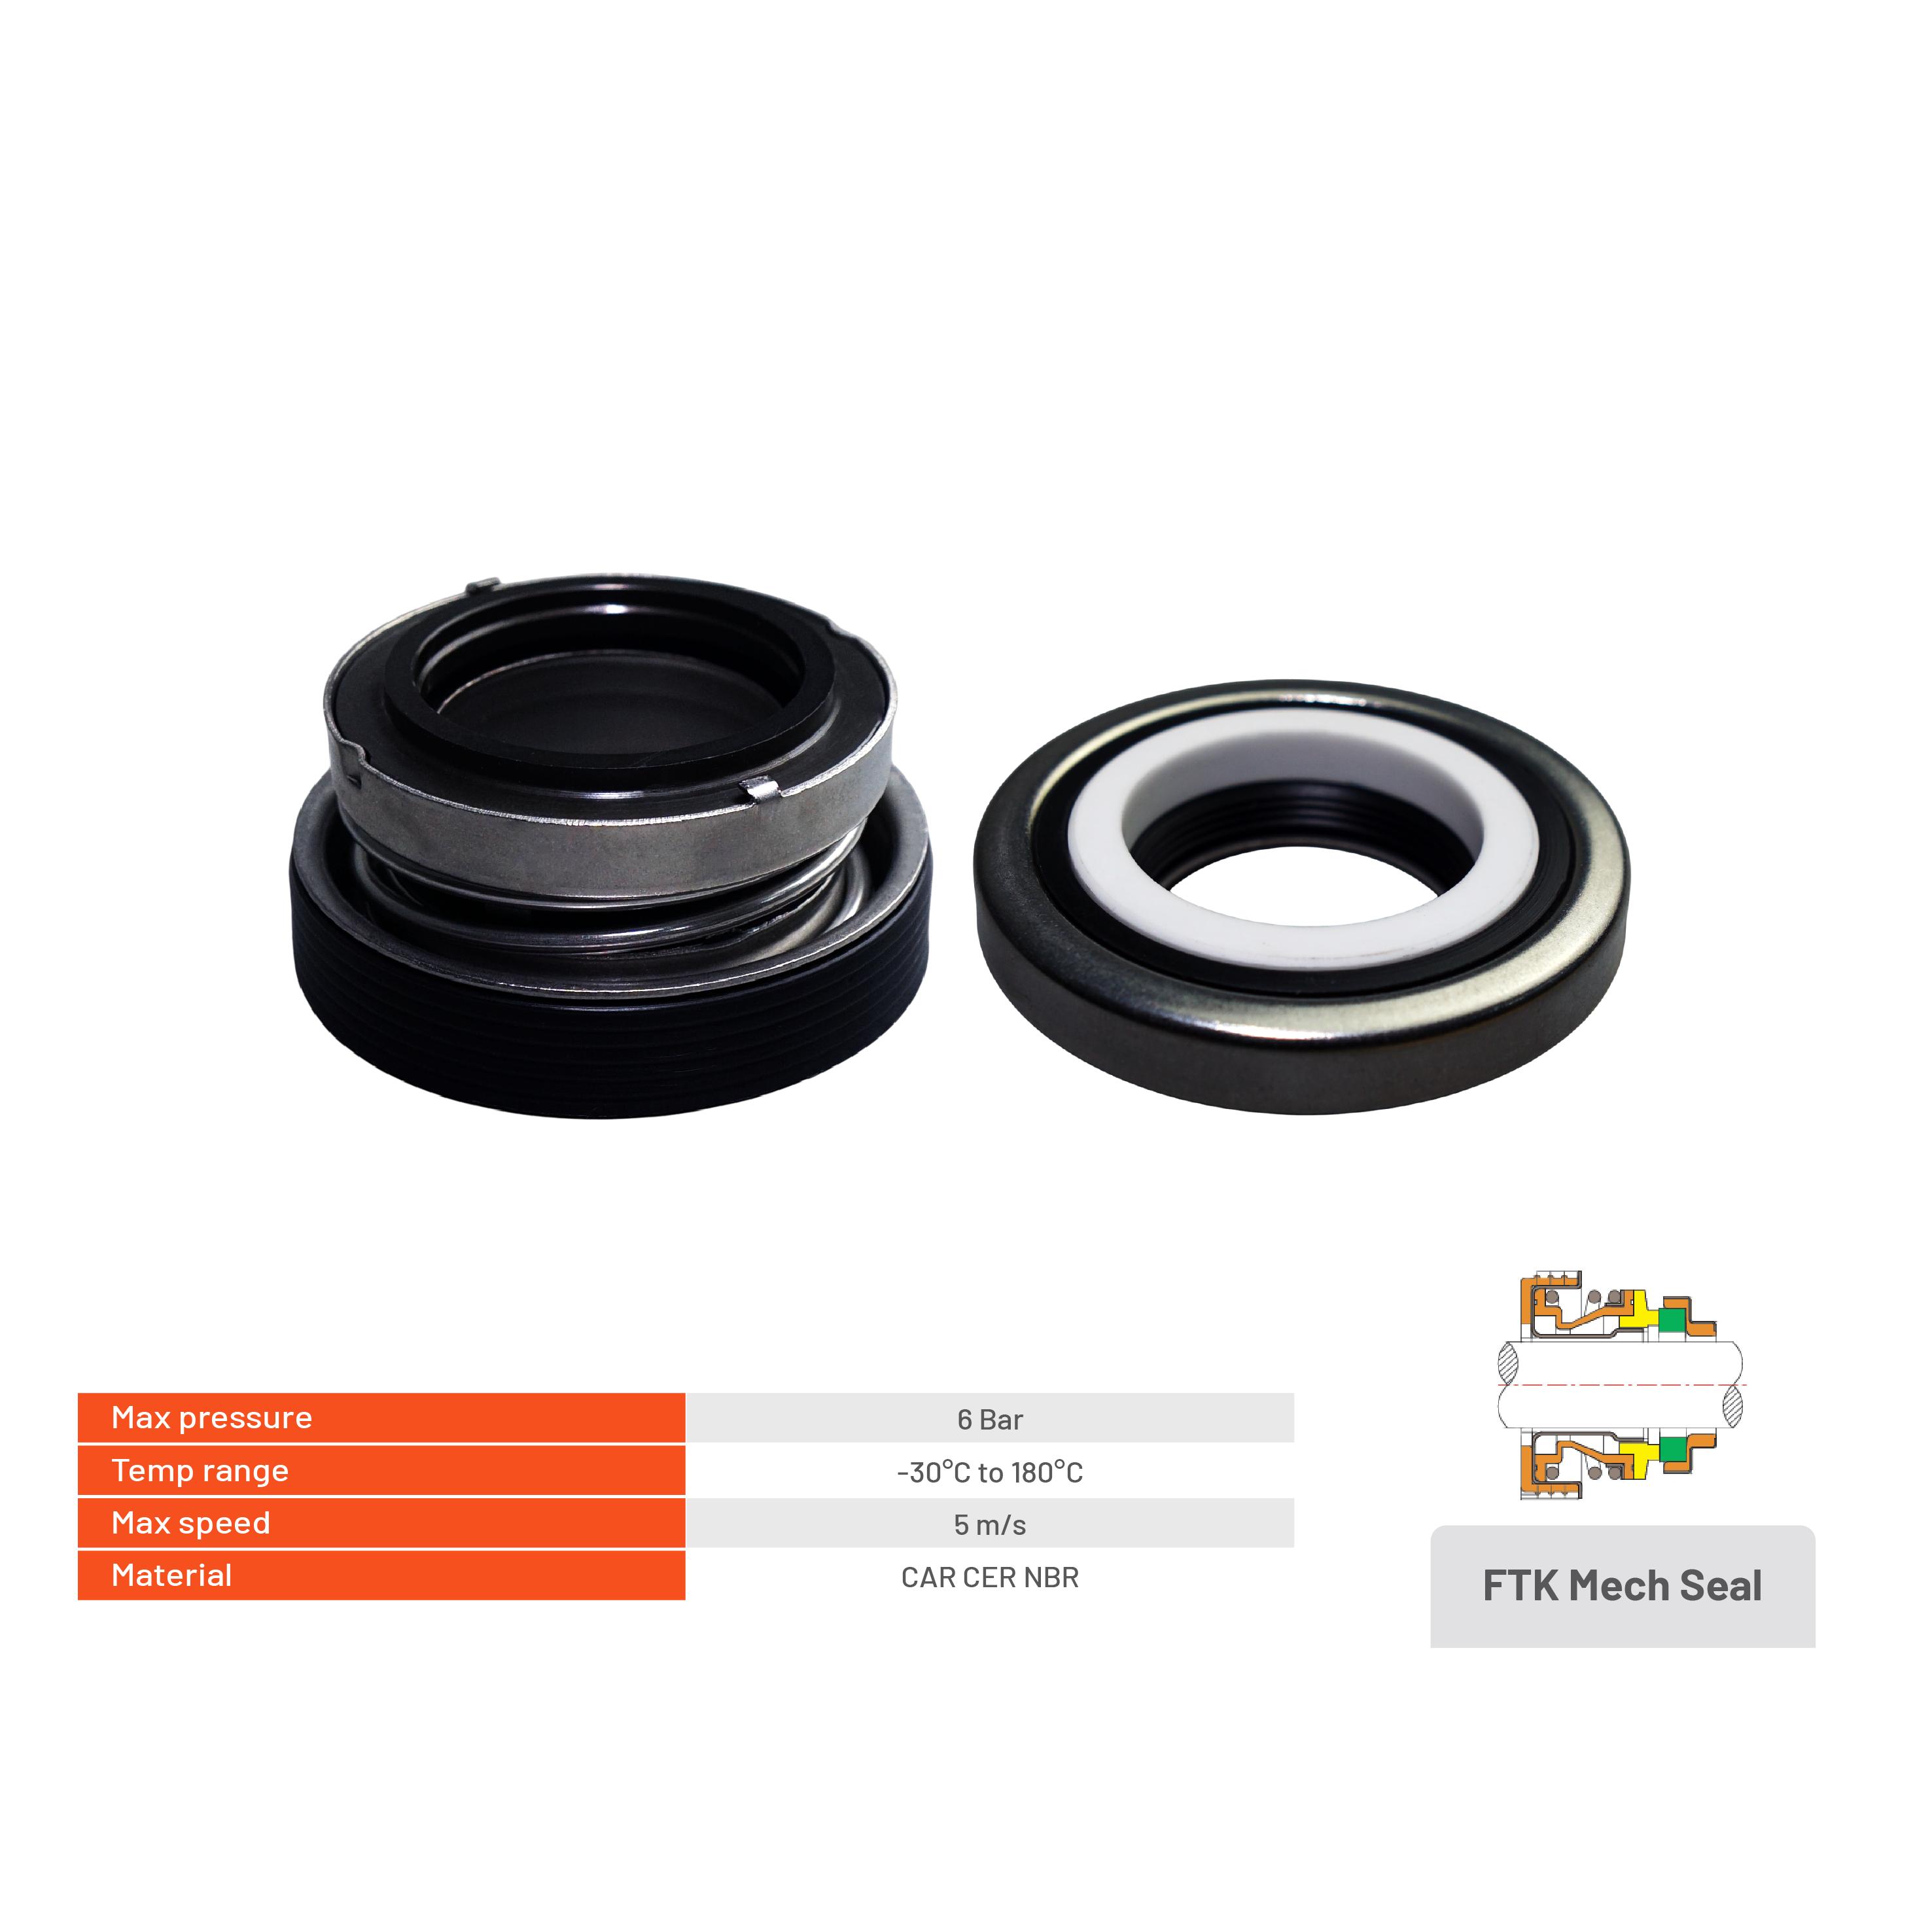 Max pressure 6 Bar
Temp range -30°C to 180°C
Max speed 5 m/s
Material CAR CER NBR
FTK Mech Seal